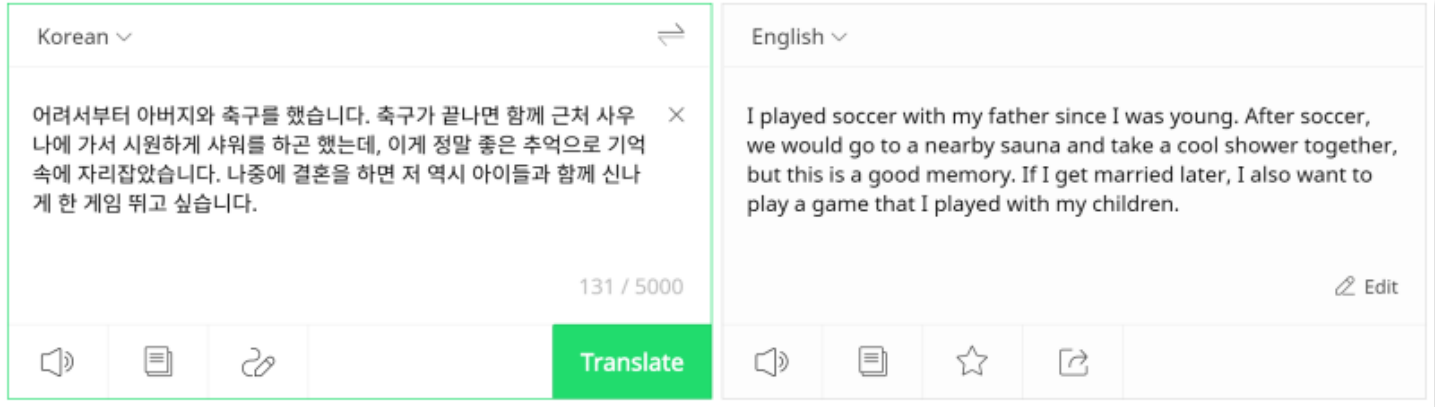 Korean
어려서부터 아버지와 축구를 했습니다. 축구가 끝나면 함께 근처 사우
나에 가서 시원하게 샤워를 하곤 했는데, 이게 정말 좋은 추억으로 기억
속에 자리잡았습니다. 나중에 결혼을 하면 저 역시 아이들과 함께 신나
게 한 게임 뛰고 싶습니다.
131 / 5000
Translate
English
I played soccer with my father since I was young. After soccer,
we would go to a nearby sauna and take a cool shower together,
but this is a good memory. If I get married later, I also want to
play a game that I played with my children.
Edit